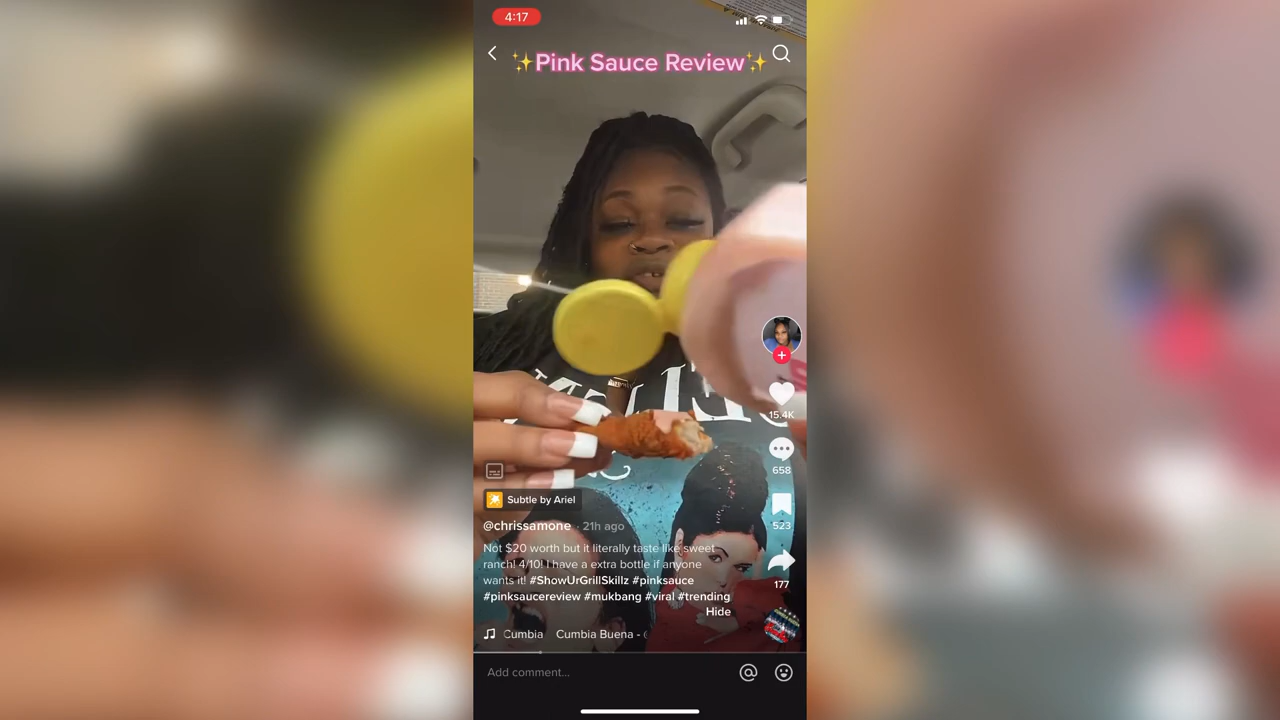 4:17
✨Pink Sauce Review✨
15.4K
658
Subtle by Ariel
523
@chrissamone · 21h ago
Not $20 worth but it literally taste like sweet
ranch! 4/10! I have a extra bottle if anyone
wants it! #ShowUrGrillSkillz #pinksauce
177
#pinksaucereview #mukbang #viral #trending
Hide
Cumbia Cumbia Buena -
Add comment...